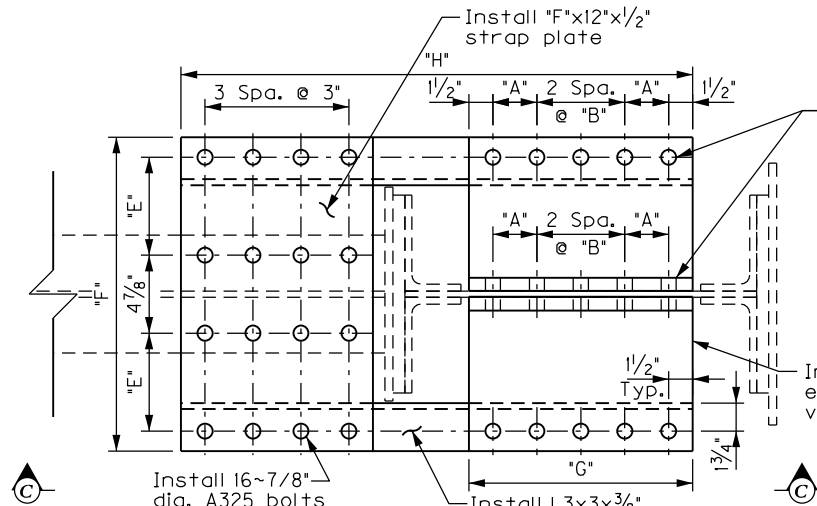 Install "F"x12"x1/2"
strap plate
"H"
3 Spa. @ 3"
1 1/2"
"A"
2 Spa.
@ "B"
"A"
1 1/2"
"E"
"A"
2 Spa.
@ "B"
"A"
"F"
4 7/8"
"E"
1 1/2"
Typ.
1 3/4"
"G"
Install 16~7/8"
dia. A325 bolts
Install L3x3x3/8"
C
C